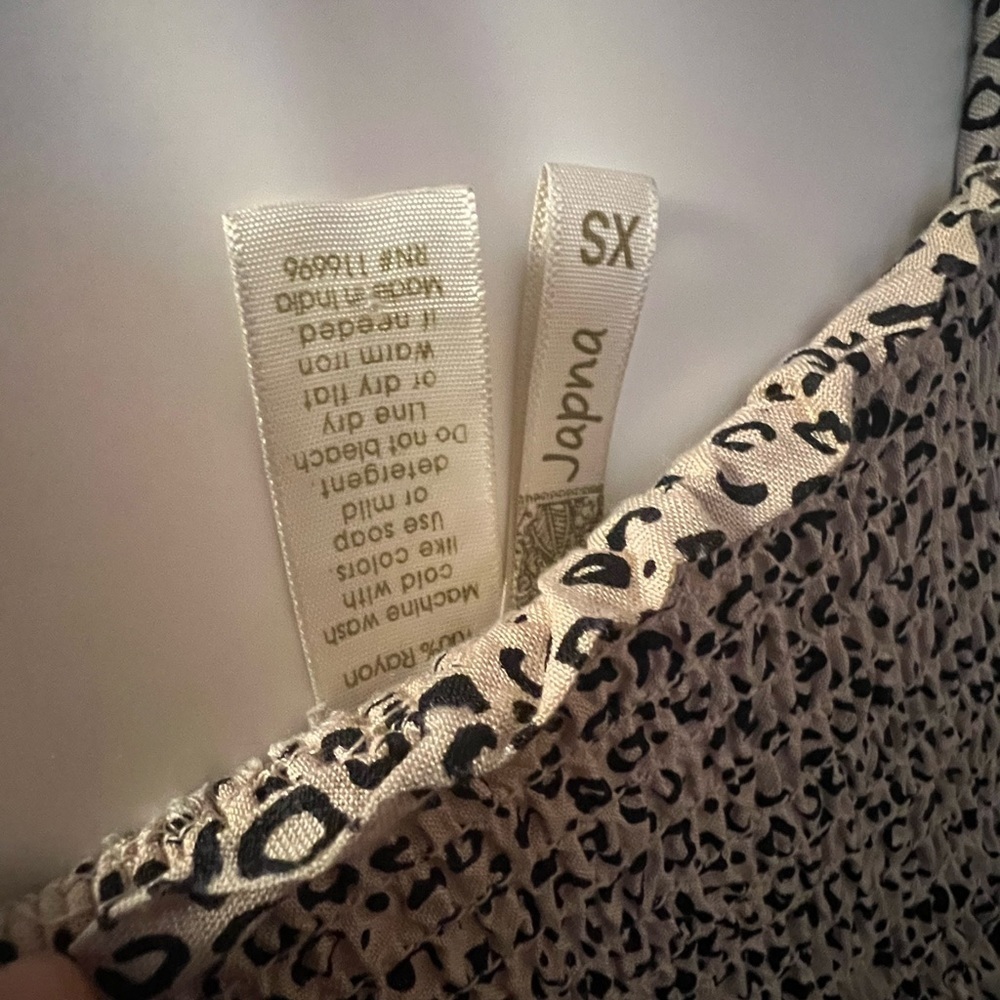 100% Rayon
Machine wash
cold with
like colors.
Use soap
or mild
detergent.
Do not bleach.
Line dry
or dry flat
warm iron
if needed.
Made in India
RN# 116696
Japna
XS